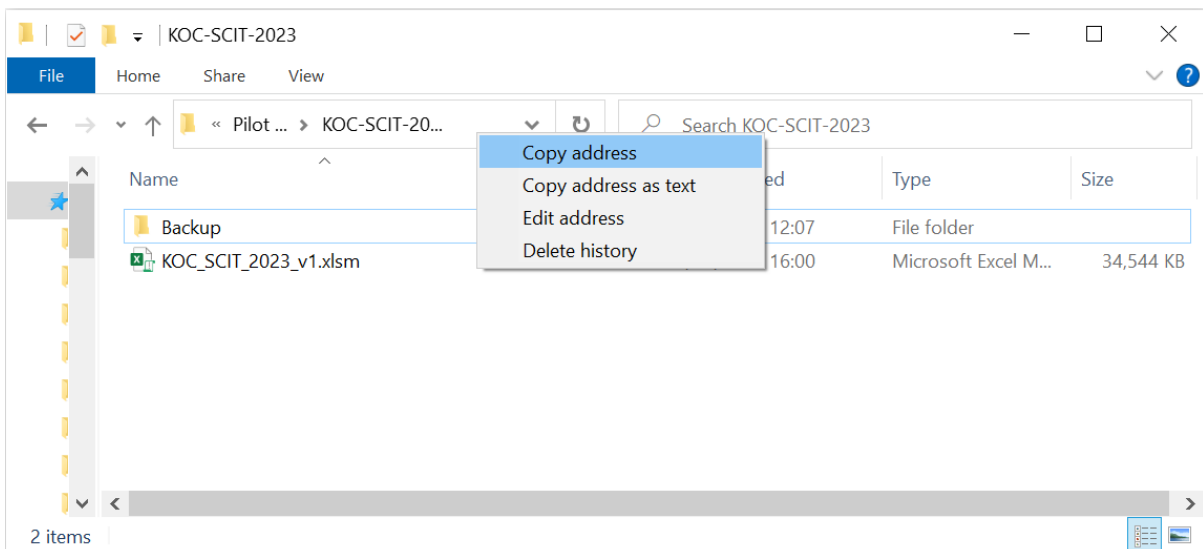 KOC-SCIT-2023
File Home Share View
« Pilot ... > KOC-SCIT-20... Search KOC-SCIT-2023
Copy address
Copy address as text
Edit address
Delete history
Name ed Type Size
Backup 12:07 File folder
KOC_SCIT_2023_v1.xlsm 16:00 Microsoft Excel M... 34,544 KB
2 items